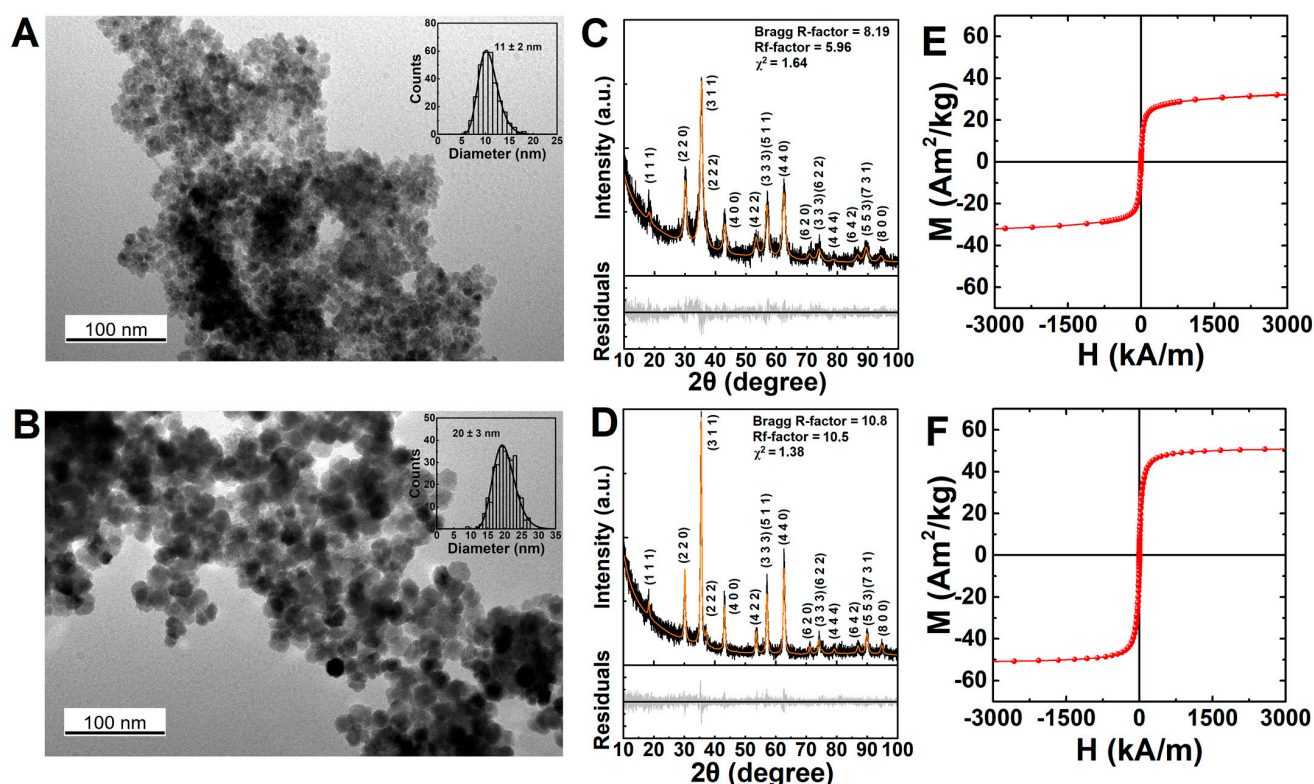 A
11 ± 2 nm
Counts
80
60
40
20
0
0 5 10 15 20 25
Diameter (nm)
100 nm
B
20 ± 3 nm
Counts
50
40
30
20
10
0
0 5 10 15 20 25 30 35
Diameter (nm)
100 nm
C
Bragg R-factor = 8.19
Rf-factor = 5.96
χ² = 1.64
Intensity (a.u.)
(1 1 1)
(2 2 0)
(3 1 1)
(2 2 2)
(4 0 0)
(4 2 2)
(3 3 3)(5 1 1)
(4 4 0)
(6 2 0)
(3 3 3)(6 2 2)
(4 4 4)
(6 4 2)
(5 5 3)(7 3 1)
(8 0 0)
Residuals
10 20 30 40 50 60 70 80 90 100
2θ (degree)
D
Bragg R-factor = 10.8
Rf-factor = 10.5
χ² = 1.38
Intensity (a.u.)
(1 1 1)
(2 2 0)
(3 1 1)
(2 2 2)
(4 0 0)
(4 2 2)
(3 3 3)(5 1 1)
(4 4 0)
(6 2 0)
(3 3 3)(6 2 2)
(4 4 4)
(6 4 2)
(5 5 3)(7 3 1)
(8 0 0)
Residuals
10 20 30 40 50 60 70 80 90 100
2θ (degree)
E
M (Am²/kg)
60
40
20
0
-20
-40
-60
-3000 -1500 0 1500 3000
H (kA/m)
F
M (Am²/kg)
60
40
20
0
-20
-40
-60
-3000 -1500 0 1500 3000
H (kA/m)